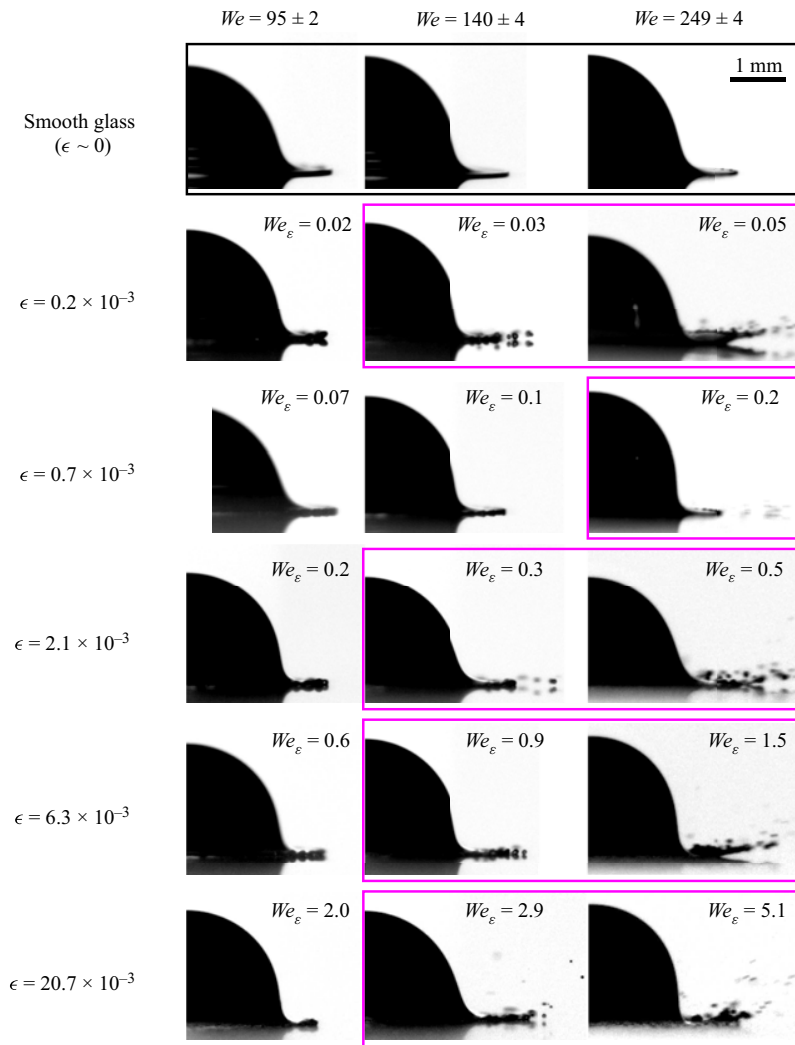 We = 95 ± 2 We = 140 ± 4 We = 249 ± 4
1 mm
Smooth glass
(ϵ ~ 0)
We_ε = 0.02 We_ε = 0.03 We_ε = 0.05
ϵ = 0.2 × 10⁻³
We_ε = 0.07 We_ε = 0.1 We_ε = 0.2
ϵ = 0.7 × 10⁻³
We_ε = 0.2 We_ε = 0.3 We_ε = 0.5
ϵ = 2.1 × 10⁻³
We_ε = 0.6 We_ε = 0.9 We_ε = 1.5
ϵ = 6.3 × 10⁻³
We_ε = 2.0 We_ε = 2.9 We_ε = 5.1
ϵ = 20.7 × 10⁻³